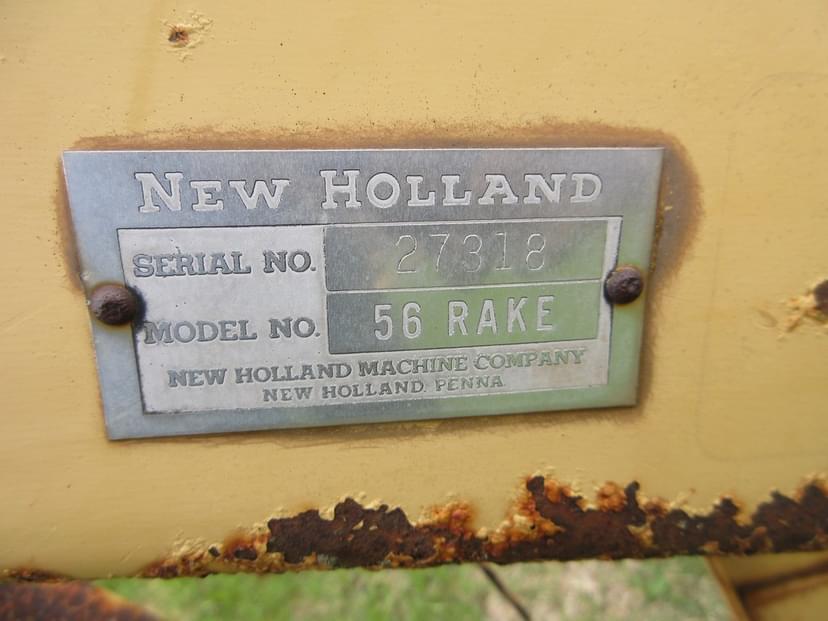 NEW HOLLAND
SERIAL NO. 27318
MODEL NO. 56 RAKE
NEW HOLLAND MACHINE COMPANY
NEW HOLLAND, PENNA.